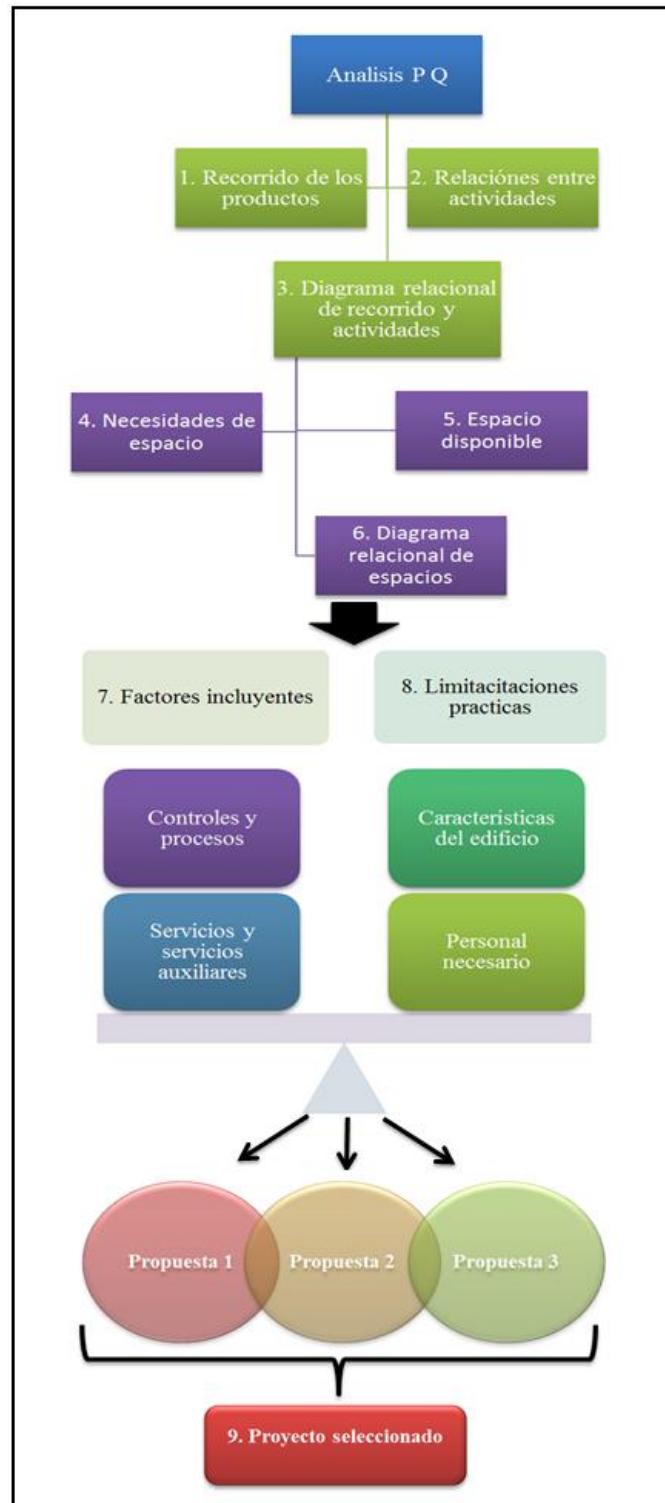 Analisis P Q
1. Recorrido de los
productos
2. Relaciónes entre
actividades
3. Diagrama relacional
de recorrido y
actividades
4. Necesidades de
espacio
5. Espacio
disponible
6. Diagrama
relacional de
espacios
7. Factores incluyentes
8. Limitacitaciones
practicas
Controles y
procesos
Características
del edificio
Servicios y
servicios
auxiliares
Personal
necesario
Propuesta 1
Propuesta 2
Propuesta 3
9. Proyecto seleccionado